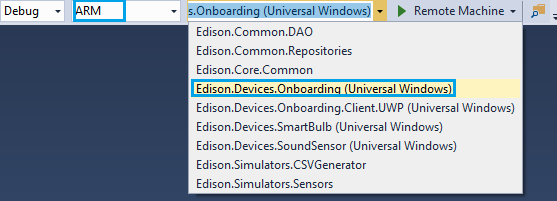 Debug ARM s.Onboarding (Universal Windows) Remote Machine
Edison.Common.DAO
Edison.Common.Repositories
Edison.Core.Common
Edison.Devices.Onboarding (Universal Windows)
Edison.Devices.Onboarding.Client.UWP (Universal Windows)
Edison.Devices.SmartBulb (Universal Windows)
Edison.Devices.SoundSensor (Universal Windows)
Edison.Simulators.CSVGenerator
Edison.Simulators.Sensors